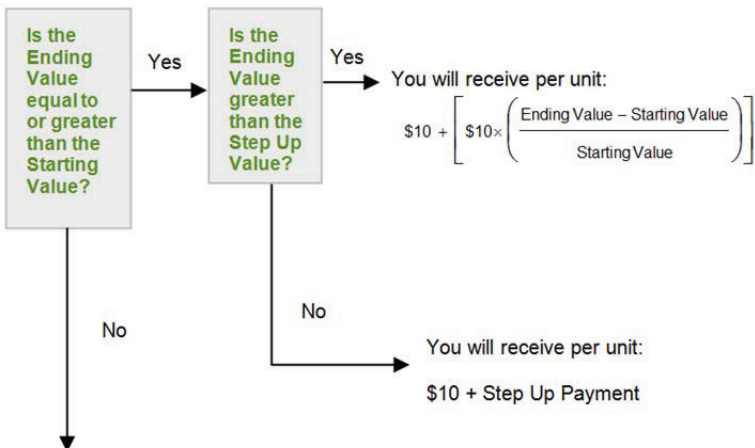 Is the
Ending
Value
equal to
or greater
than the
Starting
Value?
Yes
Is the
Ending
Value
greater
than the
Step Up
Value?
Yes
You will receive per unit:
$10 + [ $10× ( Ending Value – Starting Value
Starting Value ) ]
No
No
You will receive per unit:
$10 + Step Up Payment